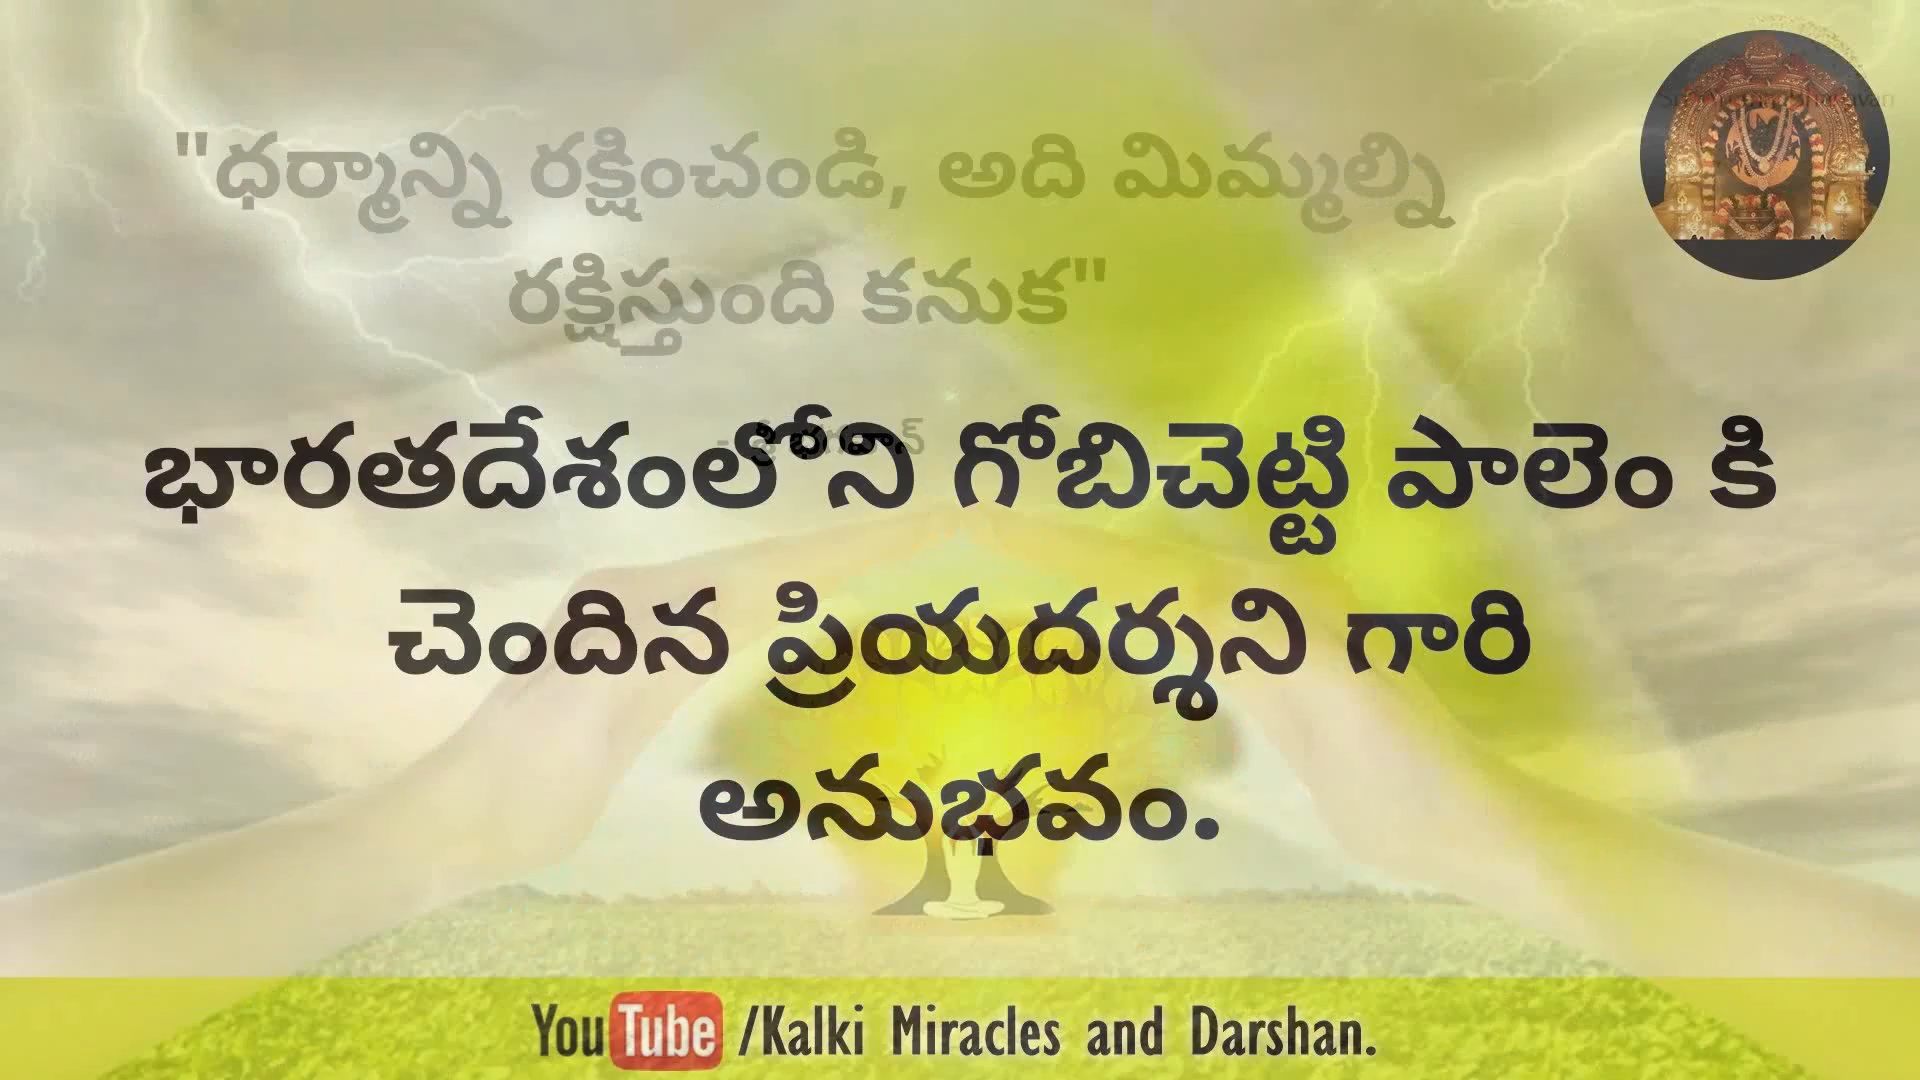 "ధర్మాన్ని రక్షించండి, అది మిమ్మల్ని
రక్షిస్తుంది కనుక"
భారతదేశంలోని గోబిచెట్టి పాలెం కి
చెందిన ప్రియదర్శని గారి
అనుభవం.
YouTube /Kalki Miracles and Darshan.